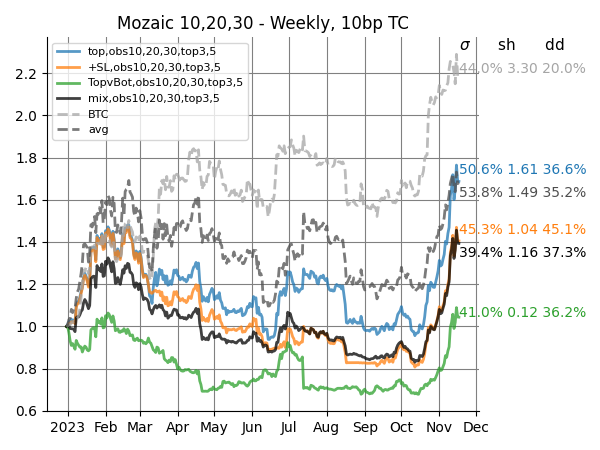 Mozaic 10,20,30 - Weekly, 10bp TC
σ sh dd
top,obs10,20,30,top3,5
+SL,obs10,20,30,top3,5
TopvBot,obs10,20,30,top3,5
mix,obs10,20,30,top3,5
BTC
avg
44.0% 3.30 20.0%
50.6% 1.61 36.6%
53.8% 1.49 35.2%
45.3% 1.04 45.1%
39.4% 1.16 37.3%
41.0% 0.12 36.2%
2.2
2.0
1.8
1.6
1.4
1.2
1.0
0.8
0.6
2023 Feb Mar Apr May Jun Jul Aug Sep Oct Nov Dec